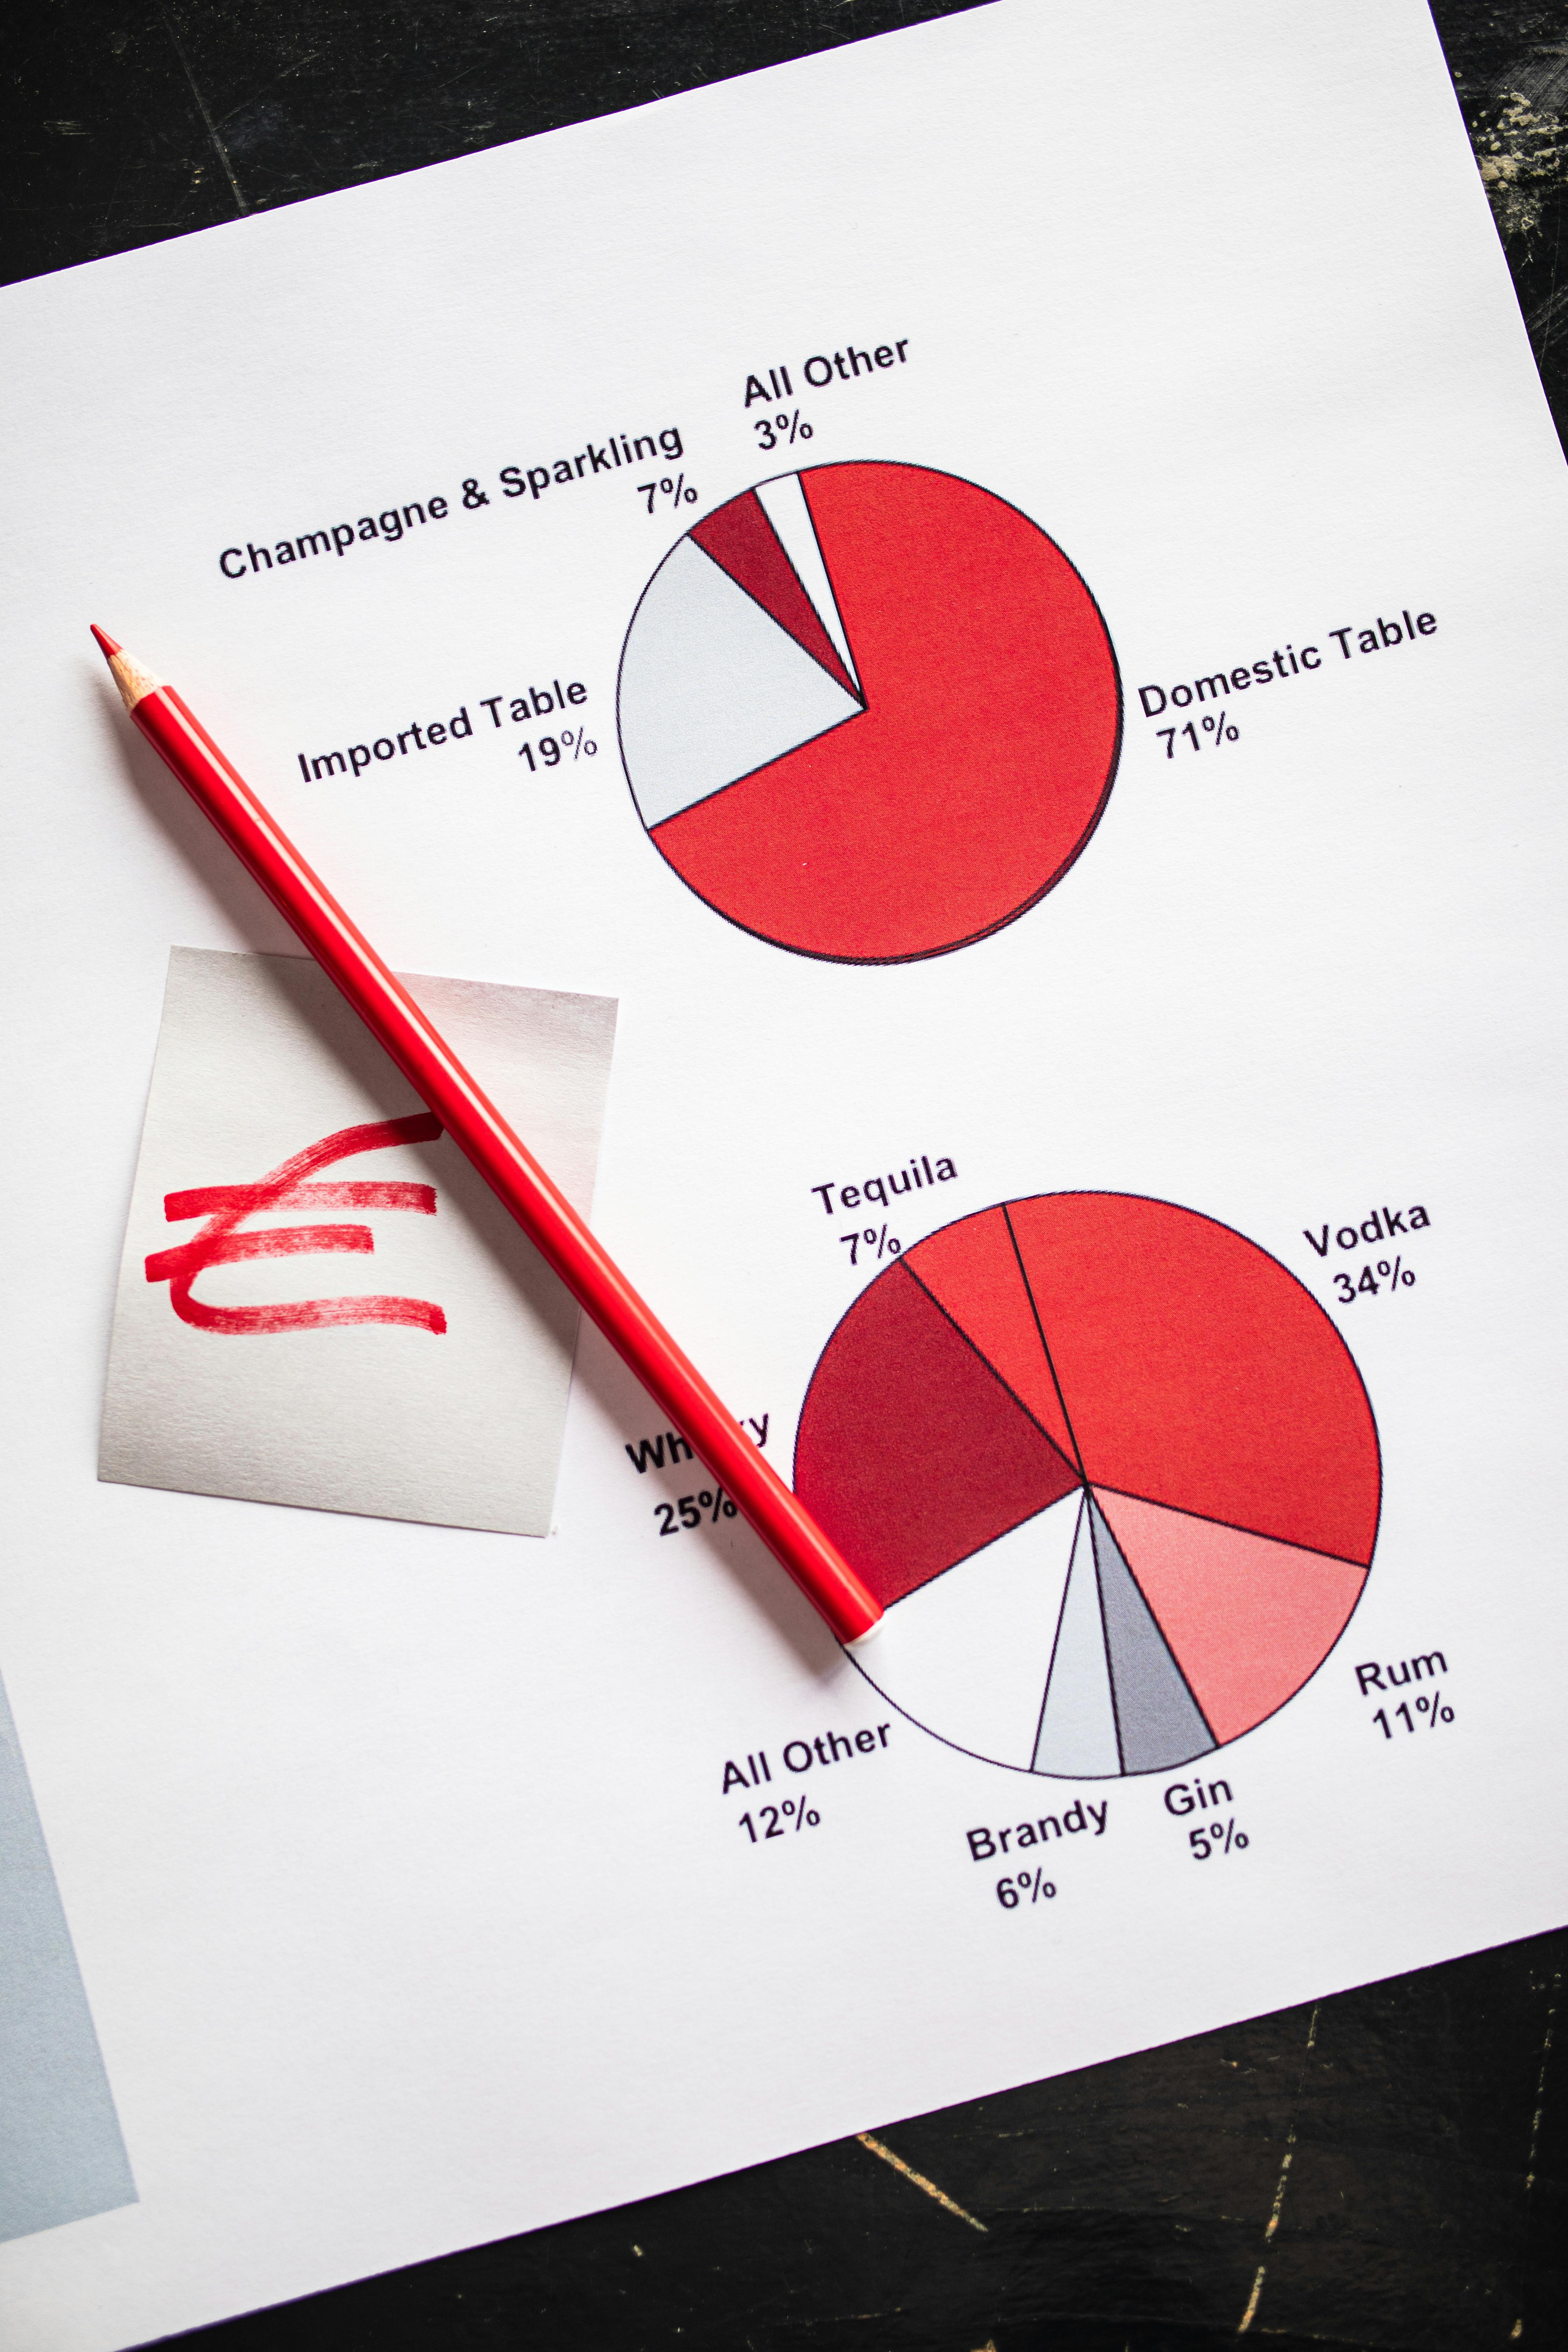 All Other
3%
Champagne & Sparkling
7%
Domestic Table
71%
Imported Table
19%
€
Tequila
7%
Vodka
34%
25%
Rum
11%
All Other
12%
Gin
5%
Brandy
6%